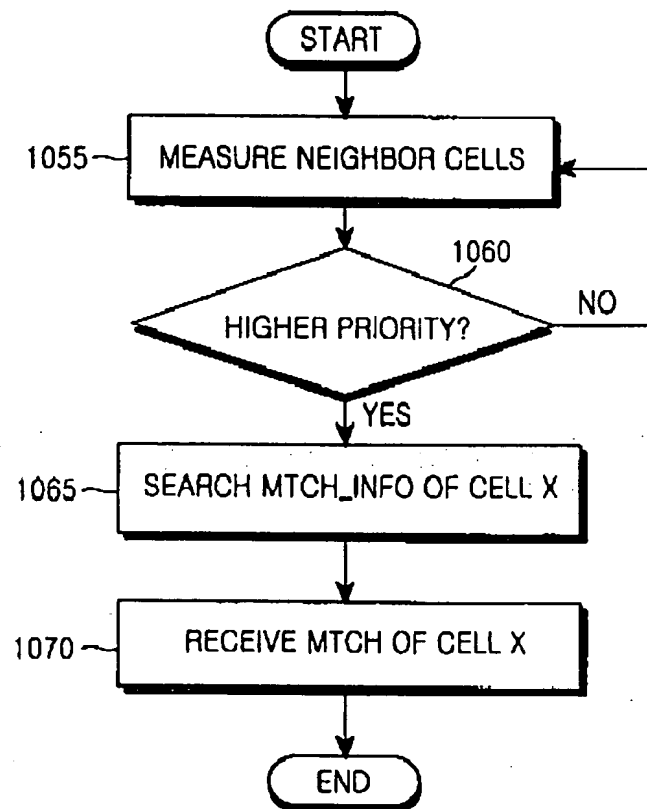 START
1055
MEASURE NEIGHBOR CELLS
1060
HIGHER PRIORITY?
NO
YES
1065
SEARCH MTCH_INFO OF CELL X
1070
RECEIVE MTCH OF CELL X
END